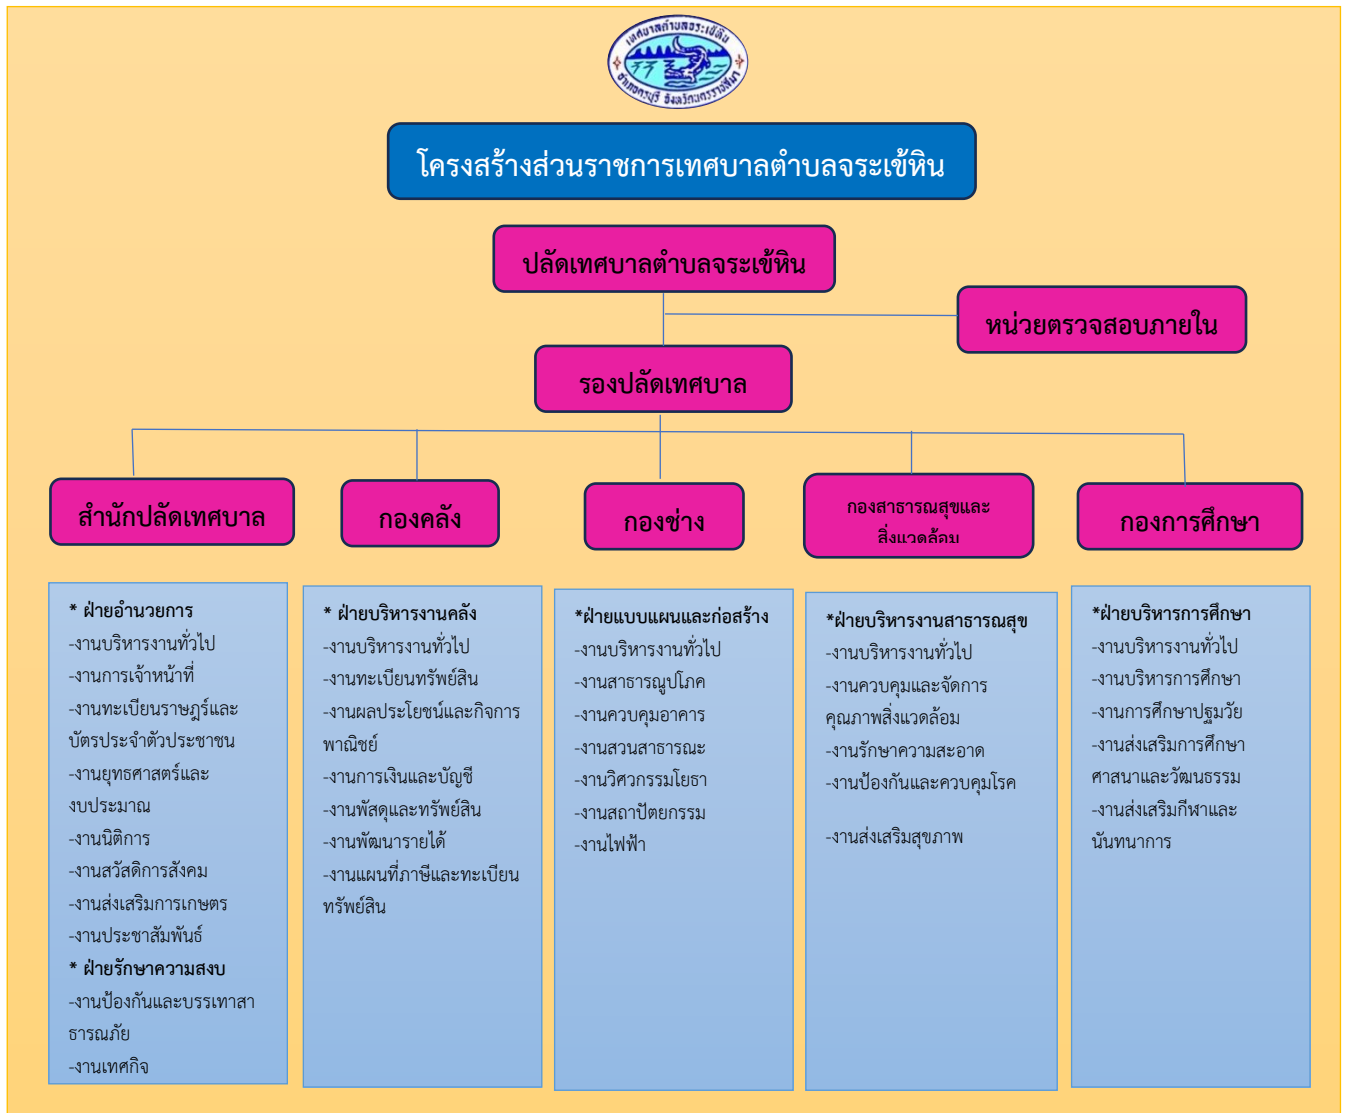 เทศบาลตำบลจระเข้หิน
อำเภอครบุรี จังหวัดนครราชสีมา
โครงสร้างส่วนราชการเทศบาลตำบลจระเข้หิน
ปลัดเทศบาลตำบลจระเข้หิน
หน่วยตรวจสอบภายใน
รองปลัดเทศบาล
สำนักปลัดเทศบาล
กองคลัง
กองช่าง
กองสาธารณสุขและ
สิ่งแวดล้อม
กองการศึกษา
* ฝ่ายอำนวยการ
-งานบริหารงานทั่วไป
-งานการเจ้าหน้าที่
-งานทะเบียนราษฎร์และ
บัตรประจำตัวประชาชน
-งานยุทธศาสตร์และ
งบประมาณ
-งานนิติการ
-งานสวัสดิการสังคม
-งานส่งเสริมการเกษตร
-งานประชาสัมพันธ์
* ฝ่ายรักษาความสงบ
-งานป้องกันและบรรเทาสา
ธารณภัย
-งานเทศกิจ
* ฝ่ายบริหารงานคลัง
-งานบริหารงานทั่วไป
-งานทะเบียนทรัพย์สิน
-งานผลประโยชน์และกิจการ
พาณิชย์
-งานการเงินและบัญชี
-งานพัสดุและทรัพย์สิน
-งานพัฒนารายได้
-งานแผนที่ภาษีและทะเบียน
ทรัพย์สิน
*ฝ่ายแบบแผนและก่อสร้าง
-งานบริหารงานทั่วไป
-งานสาธารณูปโภค
-งานควบคุมอาคาร
-งานสวนสาธารณะ
-งานวิศวกรรมโยธา
-งานสถาปัตยกรรม
-งานไฟฟ้า
*ฝ่ายบริหารงานสาธารณสุข
-งานบริหารงานทั่วไป
-งานควบคุมและจัดการ
คุณภาพสิ่งแวดล้อม
-งานรักษาความสะอาด
-งานป้องกันและควบคุมโรค
-งานส่งเสริมสุขภาพ
*ฝ่ายบริหารการศึกษา
-งานบริหารงานทั่วไป
-งานบริหารการศึกษา
-งานการศึกษาปฐมวัย
-งานส่งเสริมการศึกษา
ศาสนาและวัฒนธรรม
-งานส่งเสริมกีฬาและ
นันทนาการ